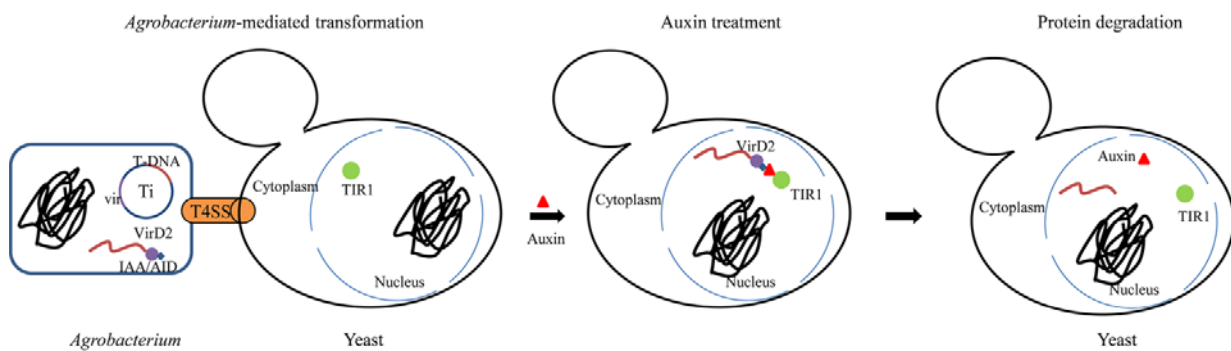 Agrobacterium-mediated transformation
Auxin treatment
Protein degradation
T-DNA
Ti
vir
VirD2
IAA/AID
T4SS
Cytoplasm
TIR1
Nucleus
Agrobacterium
Yeast
Auxin
Cytoplasm
VirD2
TIR1
Nucleus
Cytoplasm
Auxin
TIR1
Nucleus
Yeast